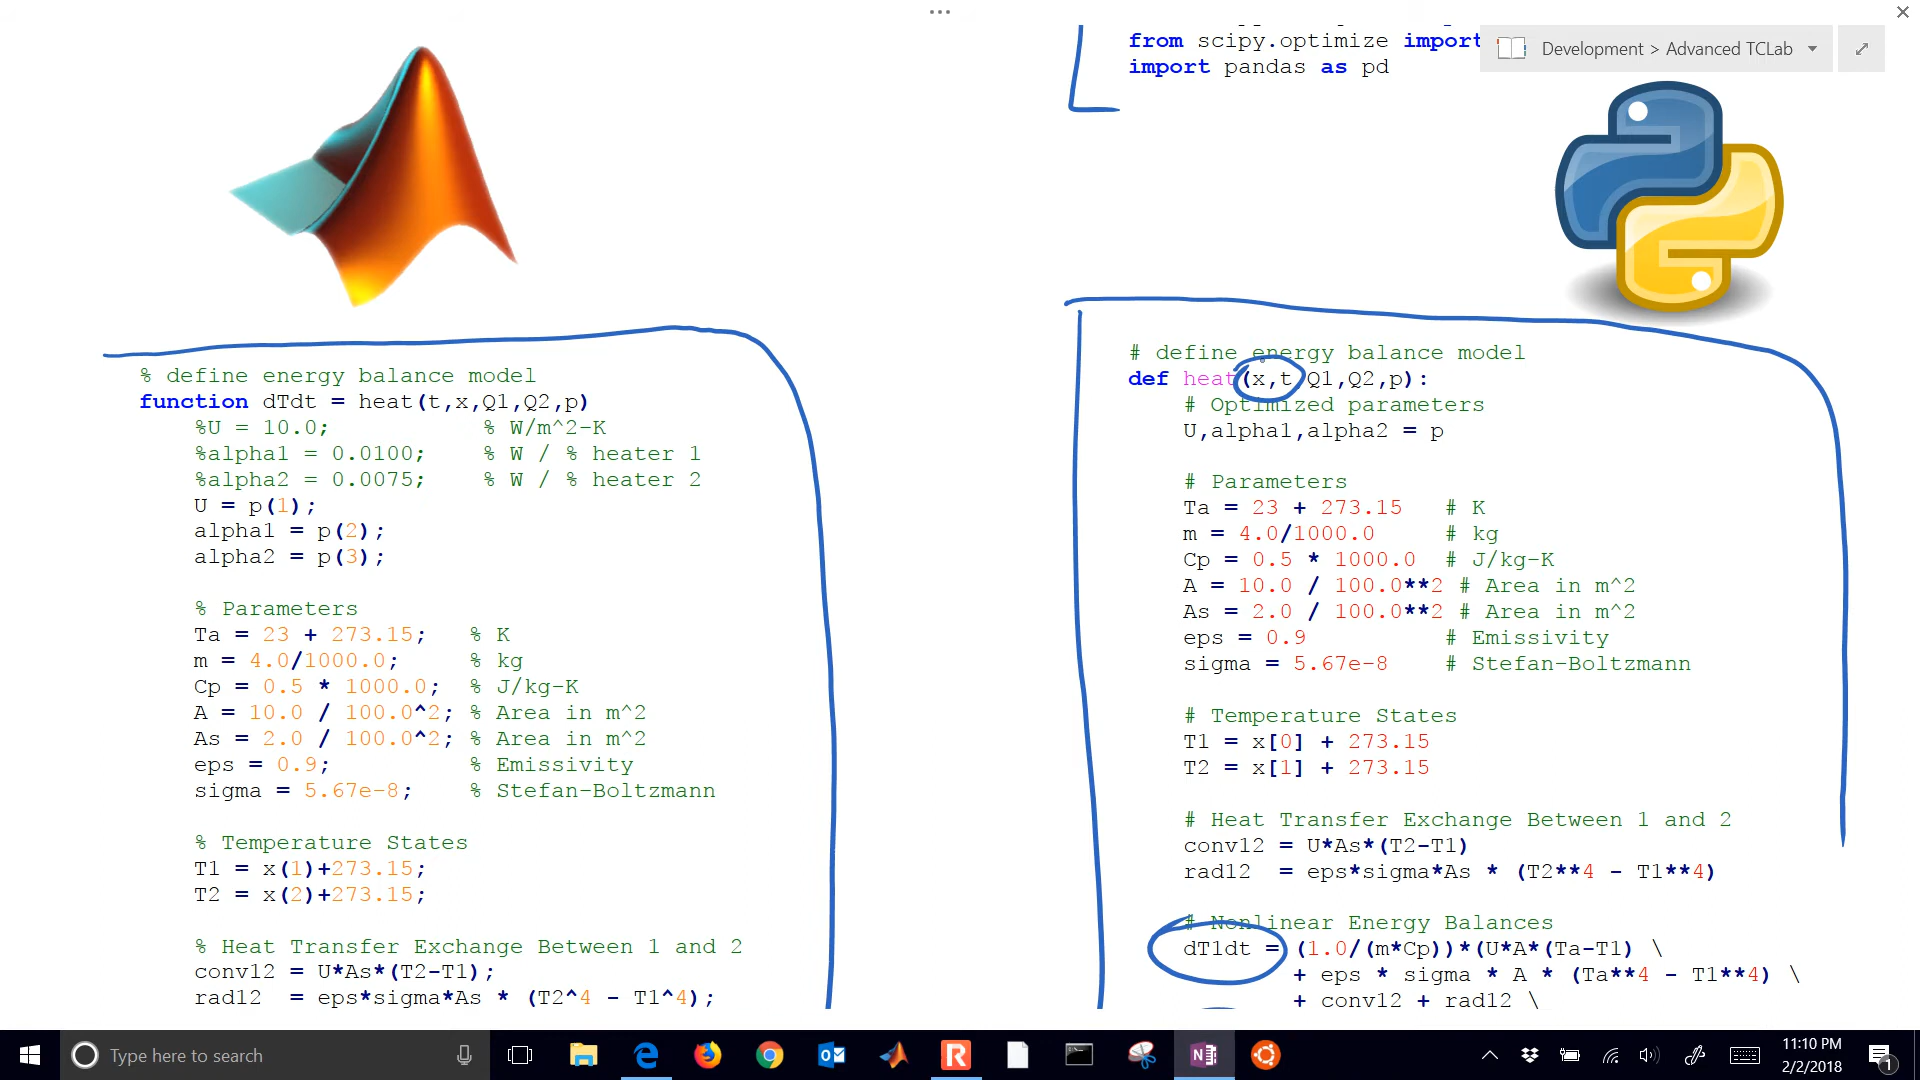 from scipy.optimize import
import pandas as pd
Development > Advanced TCLab
% define energy balance model
function dTdt = heat(t,x,Q1,Q2,p)
%U = 10.0; % W/m^2-K
%alpha1 = 0.0100; % W / % heater 1
%alpha2 = 0.0075; % W / % heater 2
U = p(1);
alpha1 = p(2);
alpha2 = p(3);
% Parameters
Ta = 23 + 273.15; % K
m = 4.0/1000.0; % kg
Cp = 0.5 * 1000.0; % J/kg-K
A = 10.0 / 100.0^2; % Area in m^2
As = 2.0 / 100.0^2; % Area in m^2
eps = 0.9; % Emissivity
sigma = 5.67e-8; % Stefan-Boltzmann
% Temperature States
T1 = x(1)+273.15;
T2 = x(2)+273.15;
% Heat Transfer Exchange Between 1 and 2
conv12 = U*As*(T2-T1);
rad12 = eps*sigma*As * (T2^4 - T1^4);
# define energy balance model
def heat(x,t,Q1,Q2,p):
# Optimized parameters
U,alpha1,alpha2 = p
# Parameters
Ta = 23 + 273.15 # K
m = 4.0/1000.0 # kg
Cp = 0.5 * 1000.0 # J/kg-K
A = 10.0 / 100.0**2 # Area in m^2
As = 2.0 / 100.0**2 # Area in m^2
eps = 0.9 # Emissivity
sigma = 5.67e-8 # Stefan-Boltzmann
# Temperature States
T1 = x[0] + 273.15
T2 = x[1] + 273.15
# Heat Transfer Exchange Between 1 and 2
conv12 = U*As*(T2-T1)
rad12 = eps*sigma*As * (T2**4 - T1**4)
# Nonlinear Energy Balances
dT1dt = (1.0/(m*Cp))*(U*A*(Ta-T1) \
+ eps * sigma * A * (Ta**4 - T1**4) \
+ conv12 + rad12 \
Type here to search
11:10 PM
2/2/2018
1